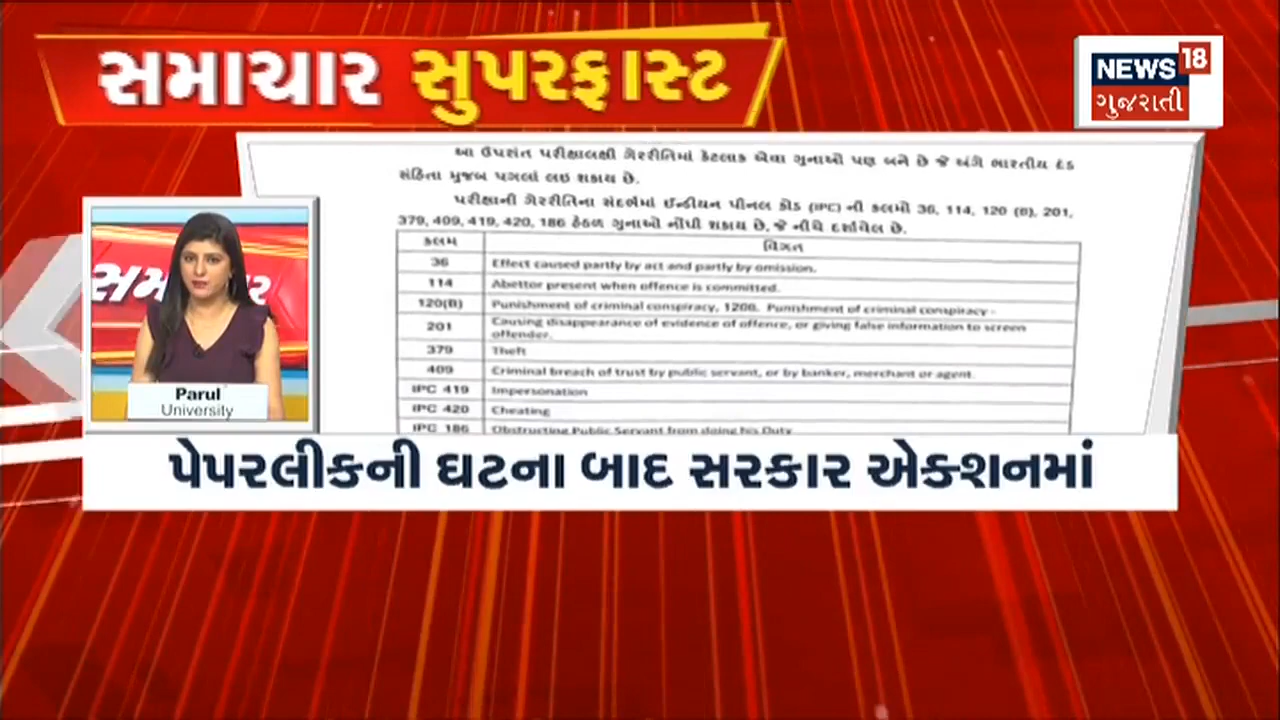 સમાચાર સુપરફાસ્ટ
NEWS 18
ગુજરાતી
આ ઉપરાંત પરીક્ષાલક્ષી ગેરરીતિમાં કેટલાક એવા ગુનાઓ પણ બને છે જે અંગે ભારતીય દંડ
સંહિતા મુજબ પગલાં લઇ શકાય છે.
પરીક્ષાની ગેરરીતિના સંદર્ભમાં ઈન્ડીયન પીનલ કોડ (IPC) ની કલમો 36, 114, 120 (B), 201,
379, 409, 419, 420, 186 હેઠળ ગુનાઓ નોંધી શકાય છે, જે નીચે દર્શાવેલ છે.
કલમ વિગત
36 Effect caused partly by act and partly by omission.
114 Abettor present when offence is committed.
120(B) Punishment of criminal conspiracy, 120B. Punishment of criminal conspiracy -
201 Causing disappearance of evidence of offence, or giving false information to screen
offender.
379 Theft
409 Criminal breach of trust by public servant, or by banker, merchant or agent.
IPC 419 Impersonation
IPC 420 Cheating
IPC 186 Obstructing Public Servant from doing his Duty
Parul
University
પેપરલીકની ઘટના બાદ સરકાર એક્શનમાં